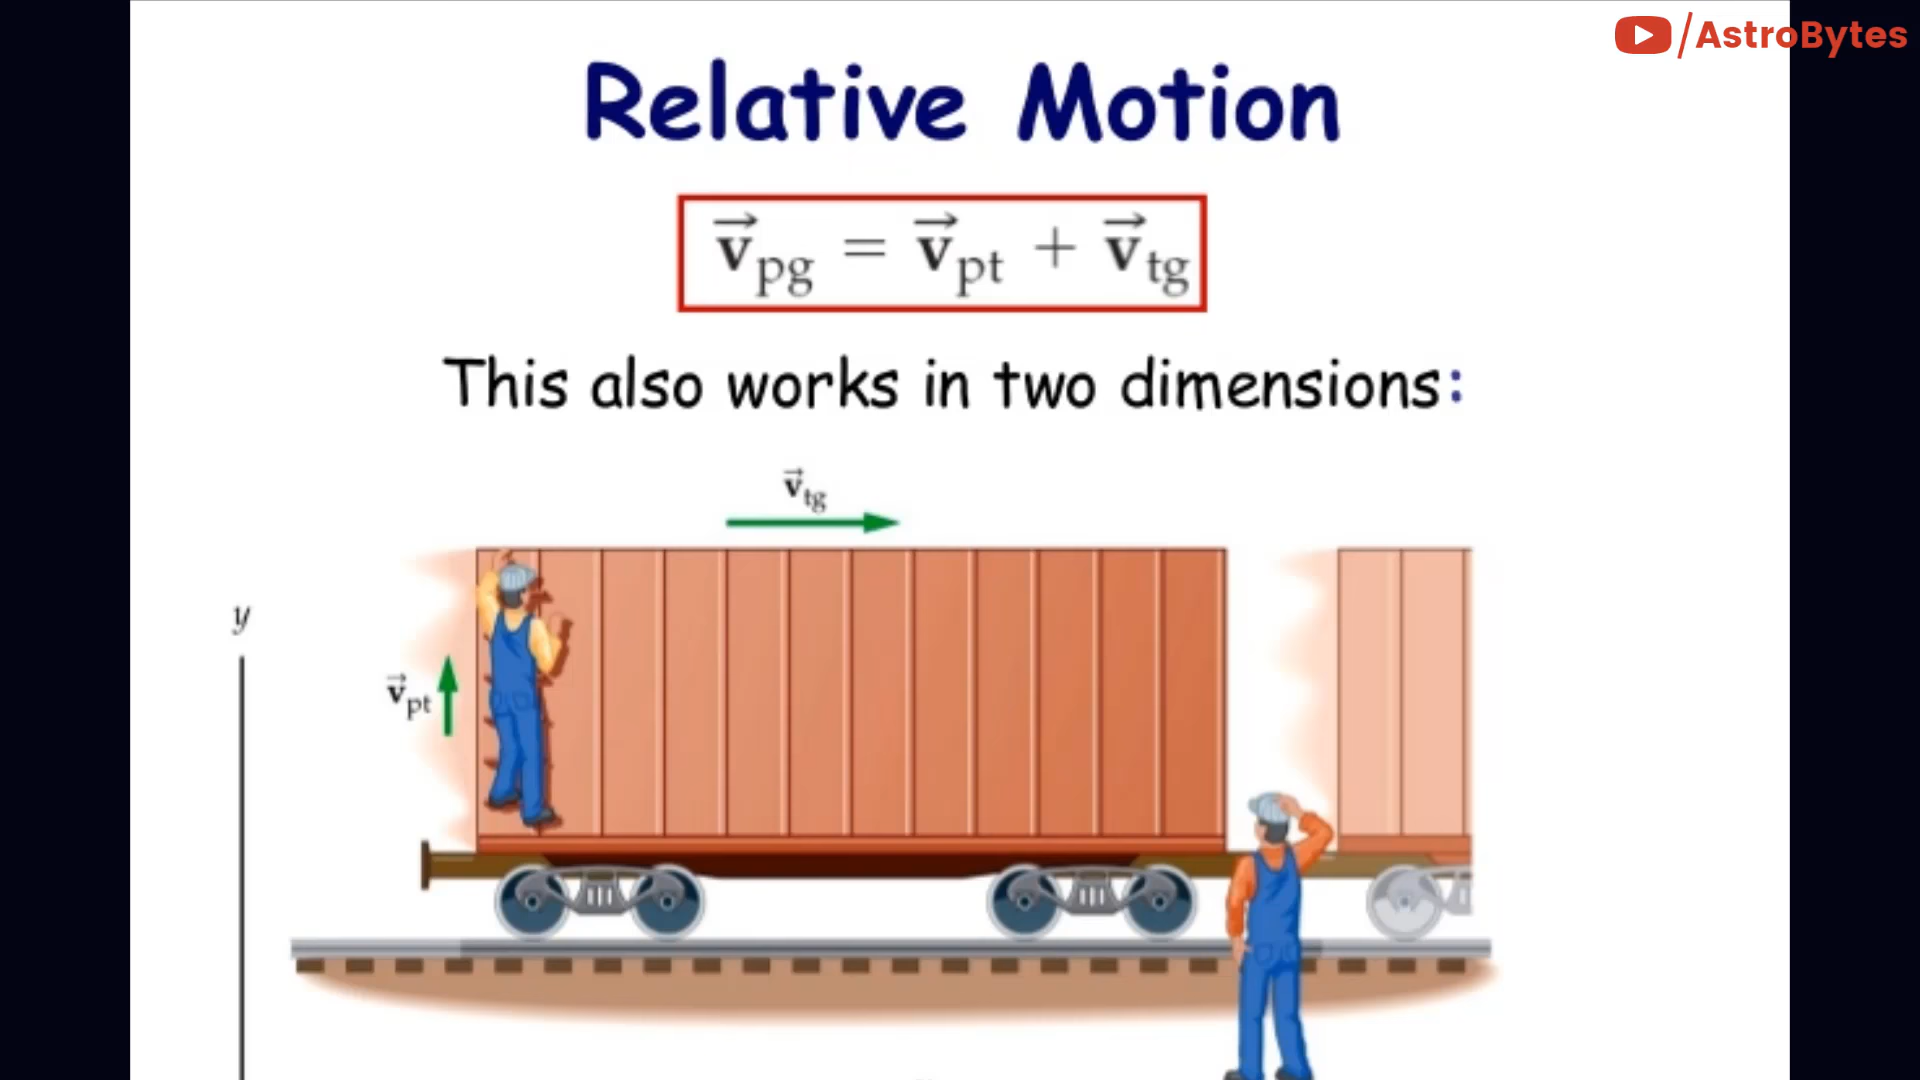 /AstroBytes
Relative Motion
v⃗pg = v⃗pt + v⃗tg
This also works in two dimensions:
v⃗tg
y
v⃗pt